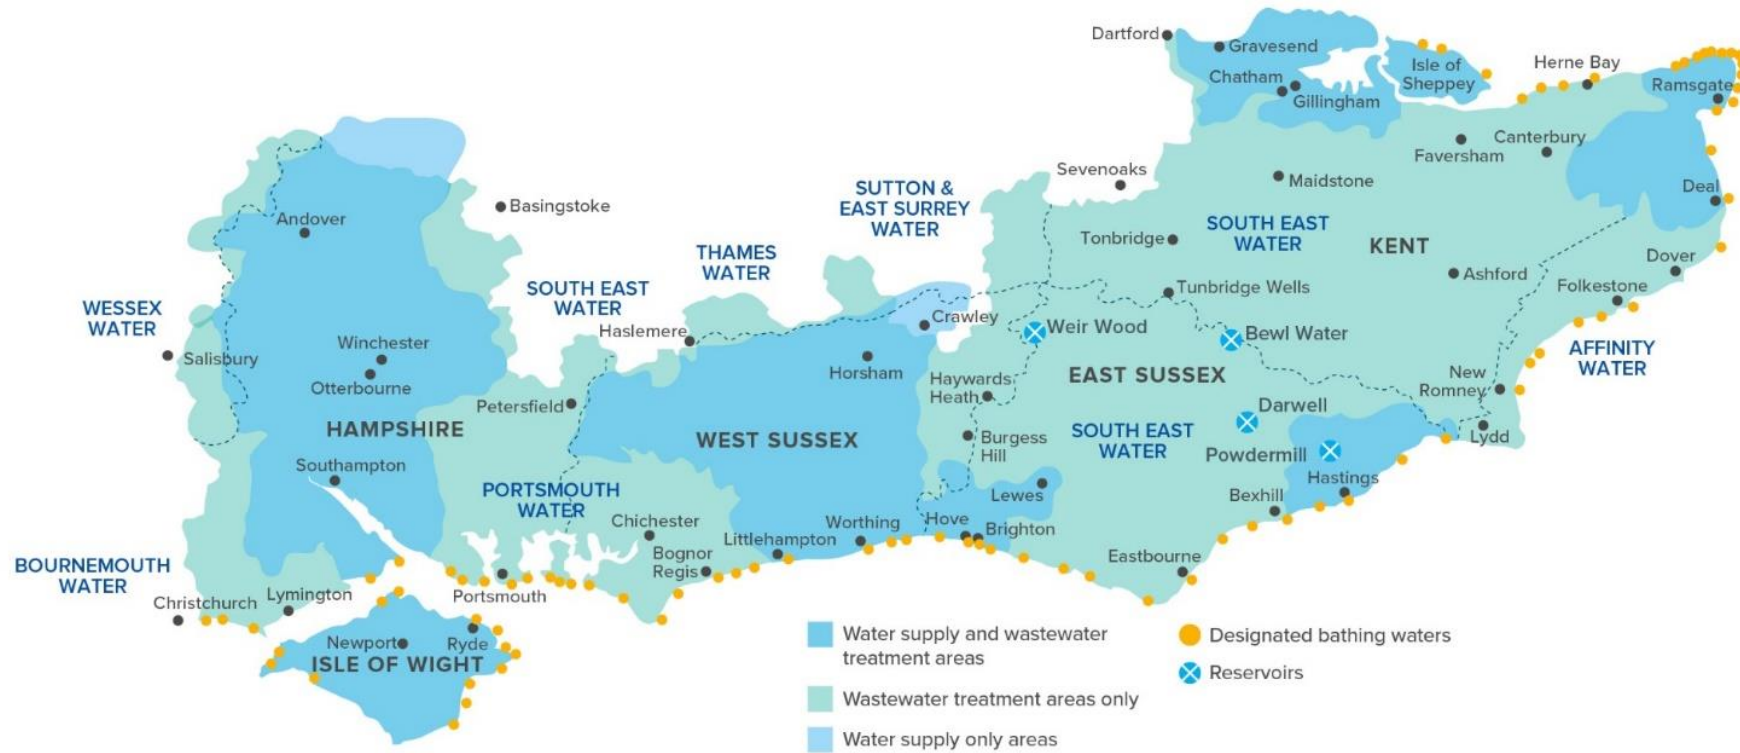 Dartford
Gravesend
Chatham
Gillingham
Isle of
Sheppey
Herne Bay
Ramsgate
Canterbury
Faversham
Sevenoaks
Maidstone
Deal
SUTTON &
EAST SURREY
WATER
Andover
Basingstoke
THAMES
WATER
SOUTH EAST
WATER
Tonbridge
KENT
Dover
Ashford
Folkestone
Tunbridge Wells
WESSEX
WATER
SOUTH EAST
WATER
Haslemere
Crawley
Weir Wood
Bewl Water
AFFINITY
WATER
Salisbury
Winchester
Otterbourne
Horsham
Haywards
Heath
EAST SUSSEX
New
Romney
Petersfield
HAMPSHIRE
WEST SUSSEX
Darwell
SOUTH EAST
WATER
Burgess
Hill
Powdermill
Lydd
Southampton
PORTSMOUTH
WATER
Lewes
Hastings
Bexhill
Chichester
Worthing
Hove
Brighton
Littlehampton
Bognor
Regis
Eastbourne
BOURNEMOUTH
WATER
Christchurch
Lymington
Portsmouth
Newport
Ryde
ISLE OF WIGHT
Water supply and wastewater
treatment areas
Wastewater treatment areas only
Water supply only areas
Designated bathing waters
Reservoirs